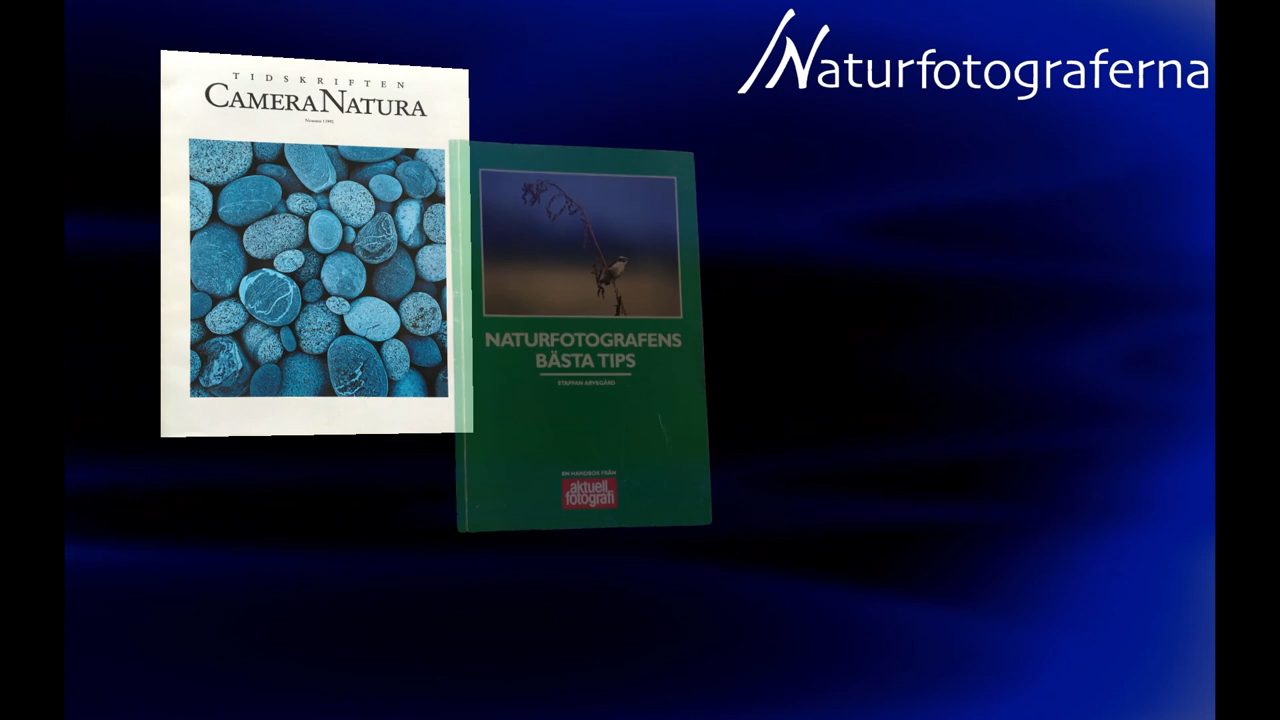 Naturfotograferna
TIDSKRIFTEN
CAMERA NATURA
NATURFOTOGRAFENS
BÄSTA TIPS
STAFFAN ARVEGÅRD
EN HANDBOK FRÅN
aktuell
fotografi